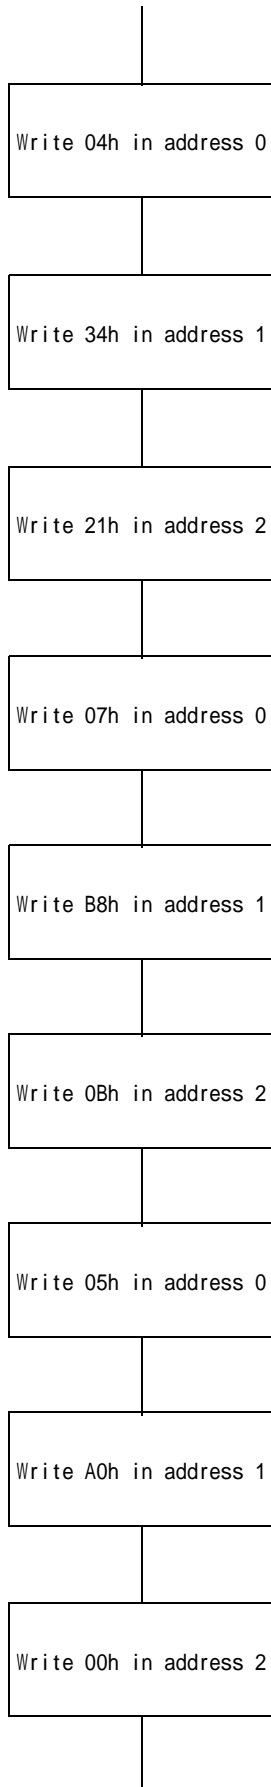 Write 04h in address 0
Write 34h in address 1
Write 21h in address 2
Write 07h in address 0
Write B8h in address 1
Write 0Bh in address 2
Write 05h in address 0
Write A0h in address 1
Write 00h in address 2